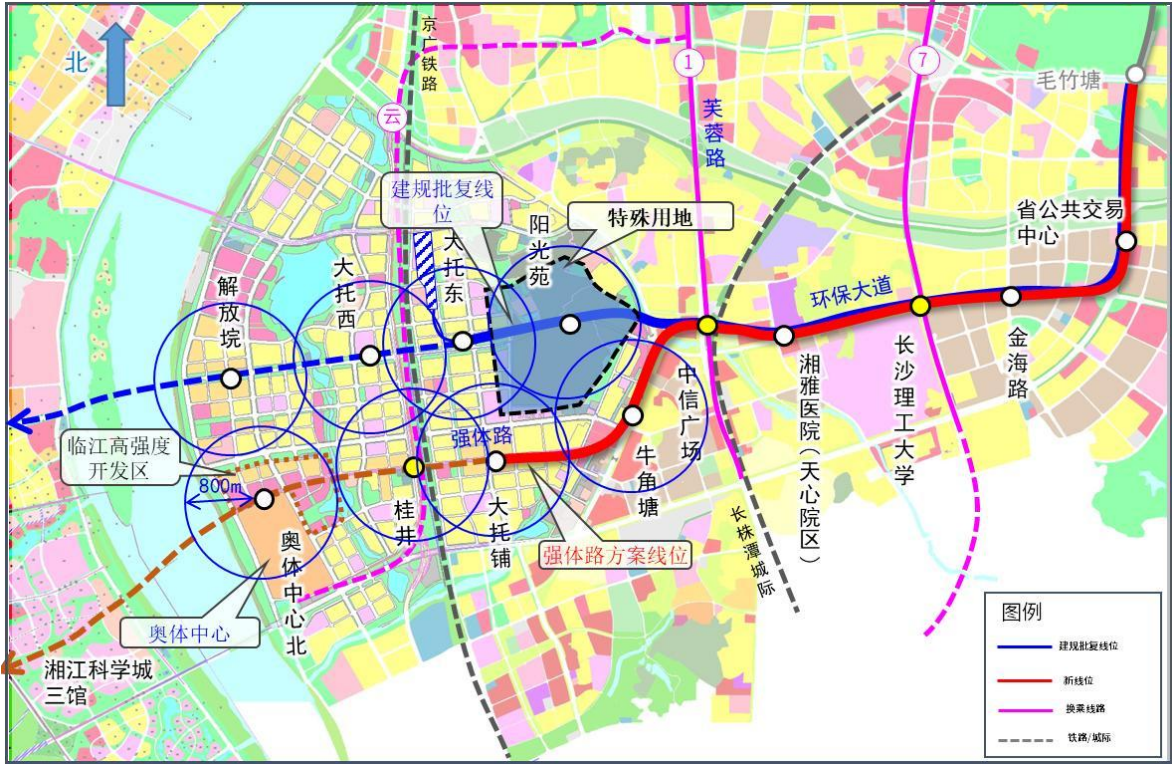 北
京广铁路
云
1
7
毛竹塘
芙蓉路
建规批复线
位
特殊用地
阳光苑
大托东
大托西
解放垸
省公共交易
中心
环保大道
金海路
长沙理工大学
湘雅医院（天心院区）
中信广场
牛角塘
强体路
临江高强度
开发区
800m
桂井
大托铺
强体路方案线位
长株潭城际
奥体中心北
奥体中心
湘江科学城
三馆
图例
建规批复线位
新线位
换乘线路
铁路/城际